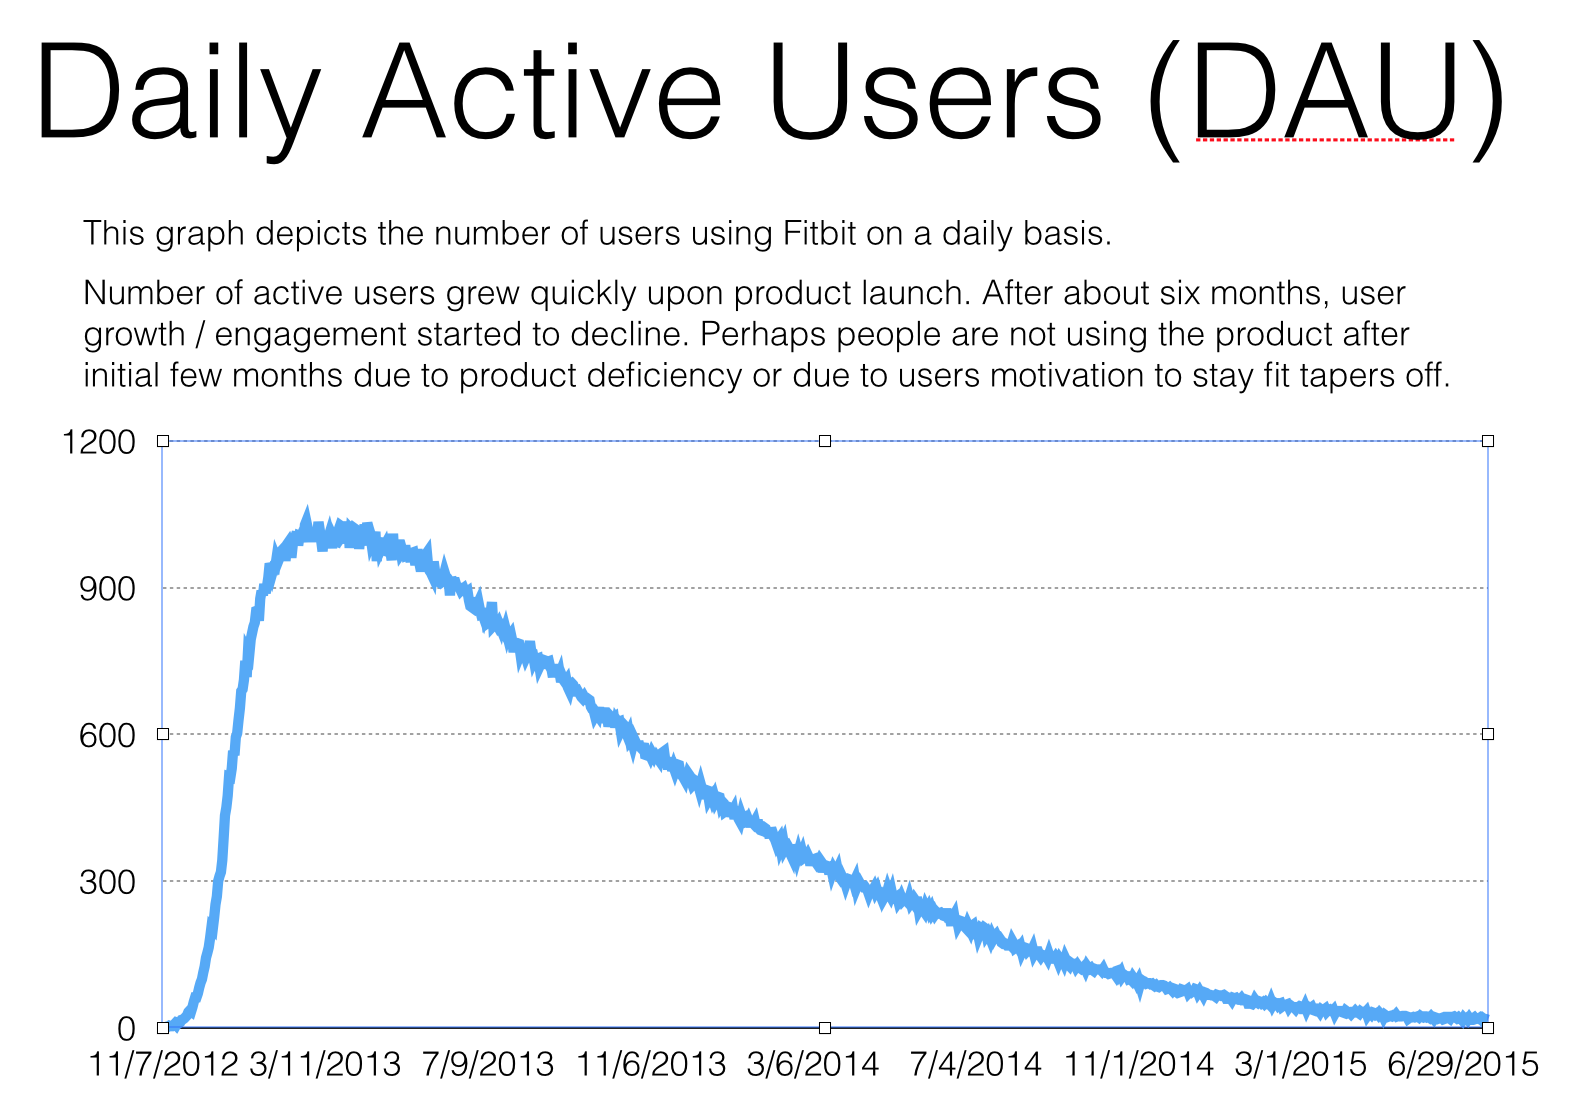 Daily Active Users (DAU)
This graph depicts the number of users using Fitbit on a daily basis.
Number of active users grew quickly upon product launch. After about six months, user
growth / engagement started to decline. Perhaps people are not using the product after
initial few months due to product deficiency or due to users motivation to stay fit tapers off.
1200
900
600
300
0
11/7/2012 3/11/2013 7/9/2013 11/6/2013 3/6/2014 7/4/2014 11/1/2014 3/1/2015 6/29/2015